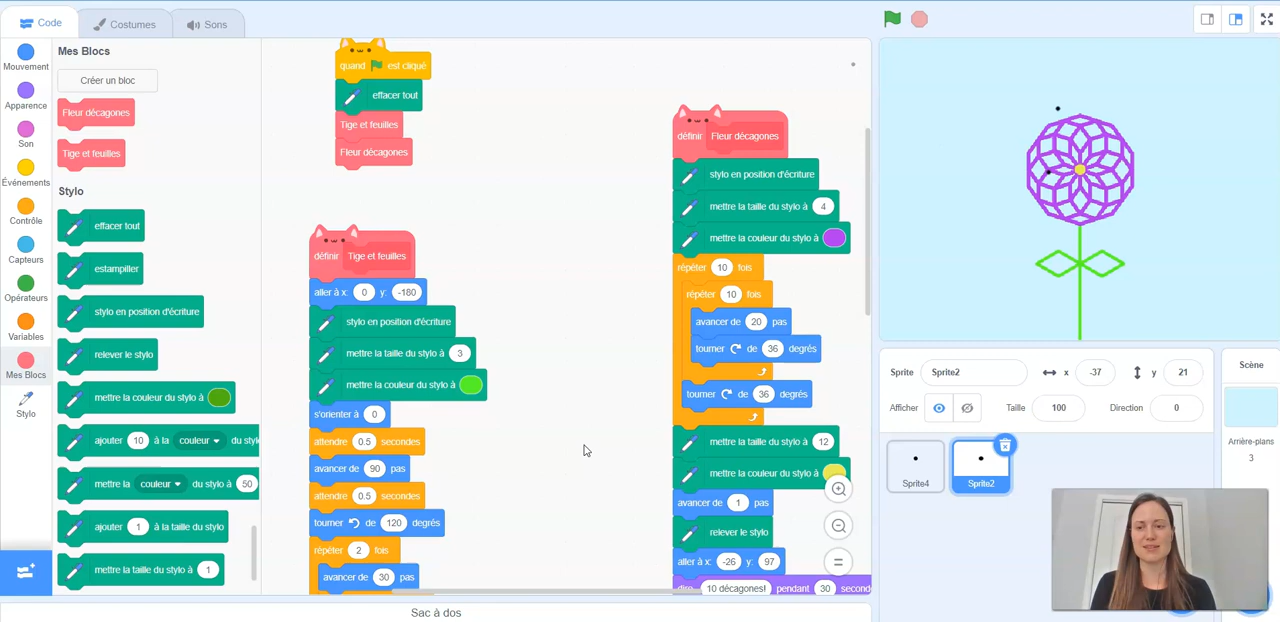 Code
Costumes
Sons
Mouvement
Apparence
Son
Événements
Contrôle
Capteurs
Opérateurs
Variables
Mes Blocs
Stylo
Mes Blocs
Créer un bloc
Fleur décagones
Tige et feuilles
Stylo
effacer tout
estampiller
stylo en position d'écriture
relever le stylo
mettre la couleur du stylo à
ajouter 10 à la couleur du
mettre la couleur du stylo à 50
ajouter 1 à la taille du stylo
mettre la taille du stylo à 1
quand est cliqué
effacer tout
Tige et feuilles
Fleur décagones
définir Tige et feuilles
aller à x: 0 y: -180
stylo en position d'écriture
mettre la taille du stylo à 3
mettre la couleur du stylo à
s'orienter à 0
attendre 0.5 secondes
avancer de 90 pas
attendre 0.5 secondes
tourner de 120 degrés
répéter 2 fois
avancer de 30 pas
définir Fleur décagones
stylo en position d'écriture
mettre la taille du stylo à 4
mettre la couleur du stylo à
répéter 10 fois
répéter 10 fois
avancer de 20 pas
tourner de 36 degrés
tourner de 36 degrés
mettre la taille du stylo à 12
mettre la couleur du stylo à
avancer de 1 pas
relever le stylo
aller à x: -26 y: 97
10 décagones! pendant 30
Sac à dos
Sprite Sprite2 x -37 y 21
Afficher Taille 100 Direction 0
Sprite4
Sprite2
Scène
Arrière-plans
3